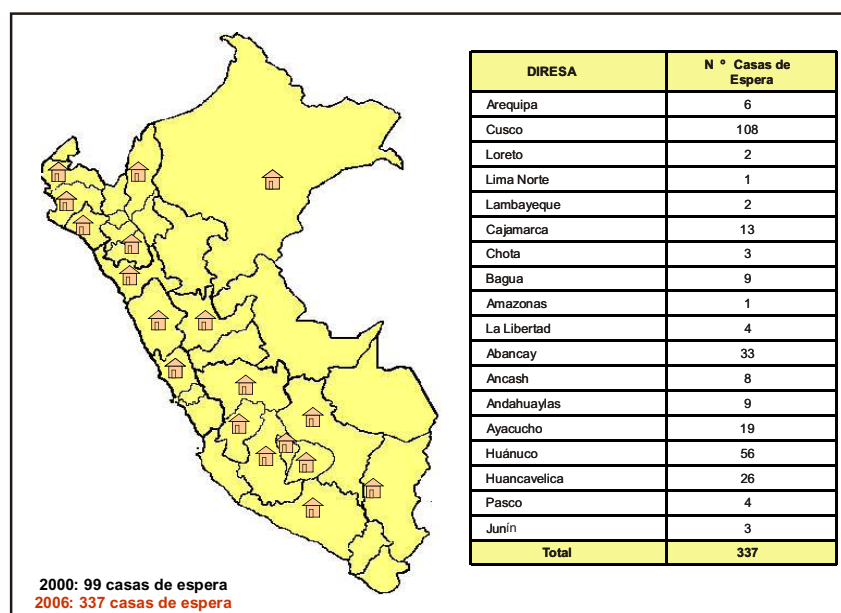 DIRESA N º Casas de
Espera
Arequipa 6
Cusco 108
Loreto 2
Lima Norte 1
Lambayeque 2
Cajamarca 13
Chota 3
Bagua 9
Amazonas 1
La Libertad 4
Abancay 33
Ancash 8
Andahuaylas 9
Ayacucho 19
Huánuco 56
Huancavelica 26
Pasco 4
Junín 3
Total 337
2000: 99 casas de espera
2006: 337 casas de espera